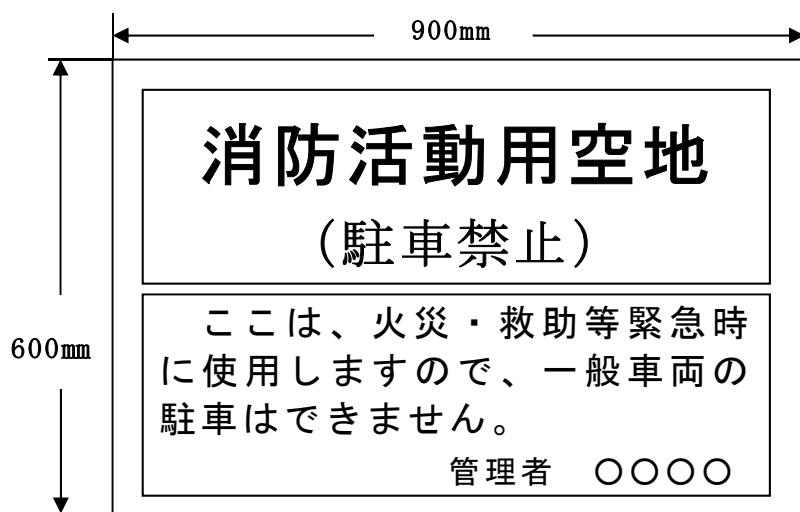 900mm
消防活動用空地
(駐車禁止)
600mm
ここは、火災・救助等緊急時
に使用しますので、一般車両の
駐車はできません。
管理者　〇〇〇〇